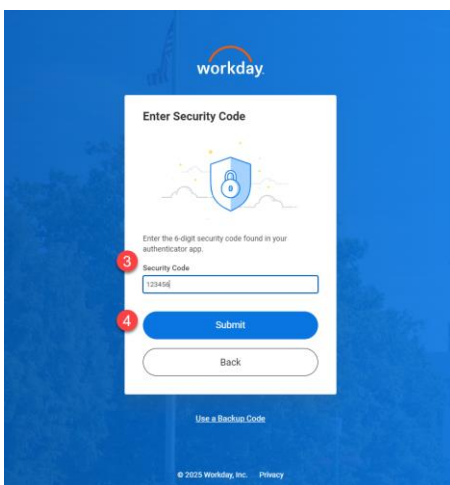 workday.
Enter Security Code
Enter the 6-digit security code found in your
authenticator app.
3
Security Code
123456
4
Submit
Back
Use a Backup Code
© 2025 Workday, Inc. Privacy